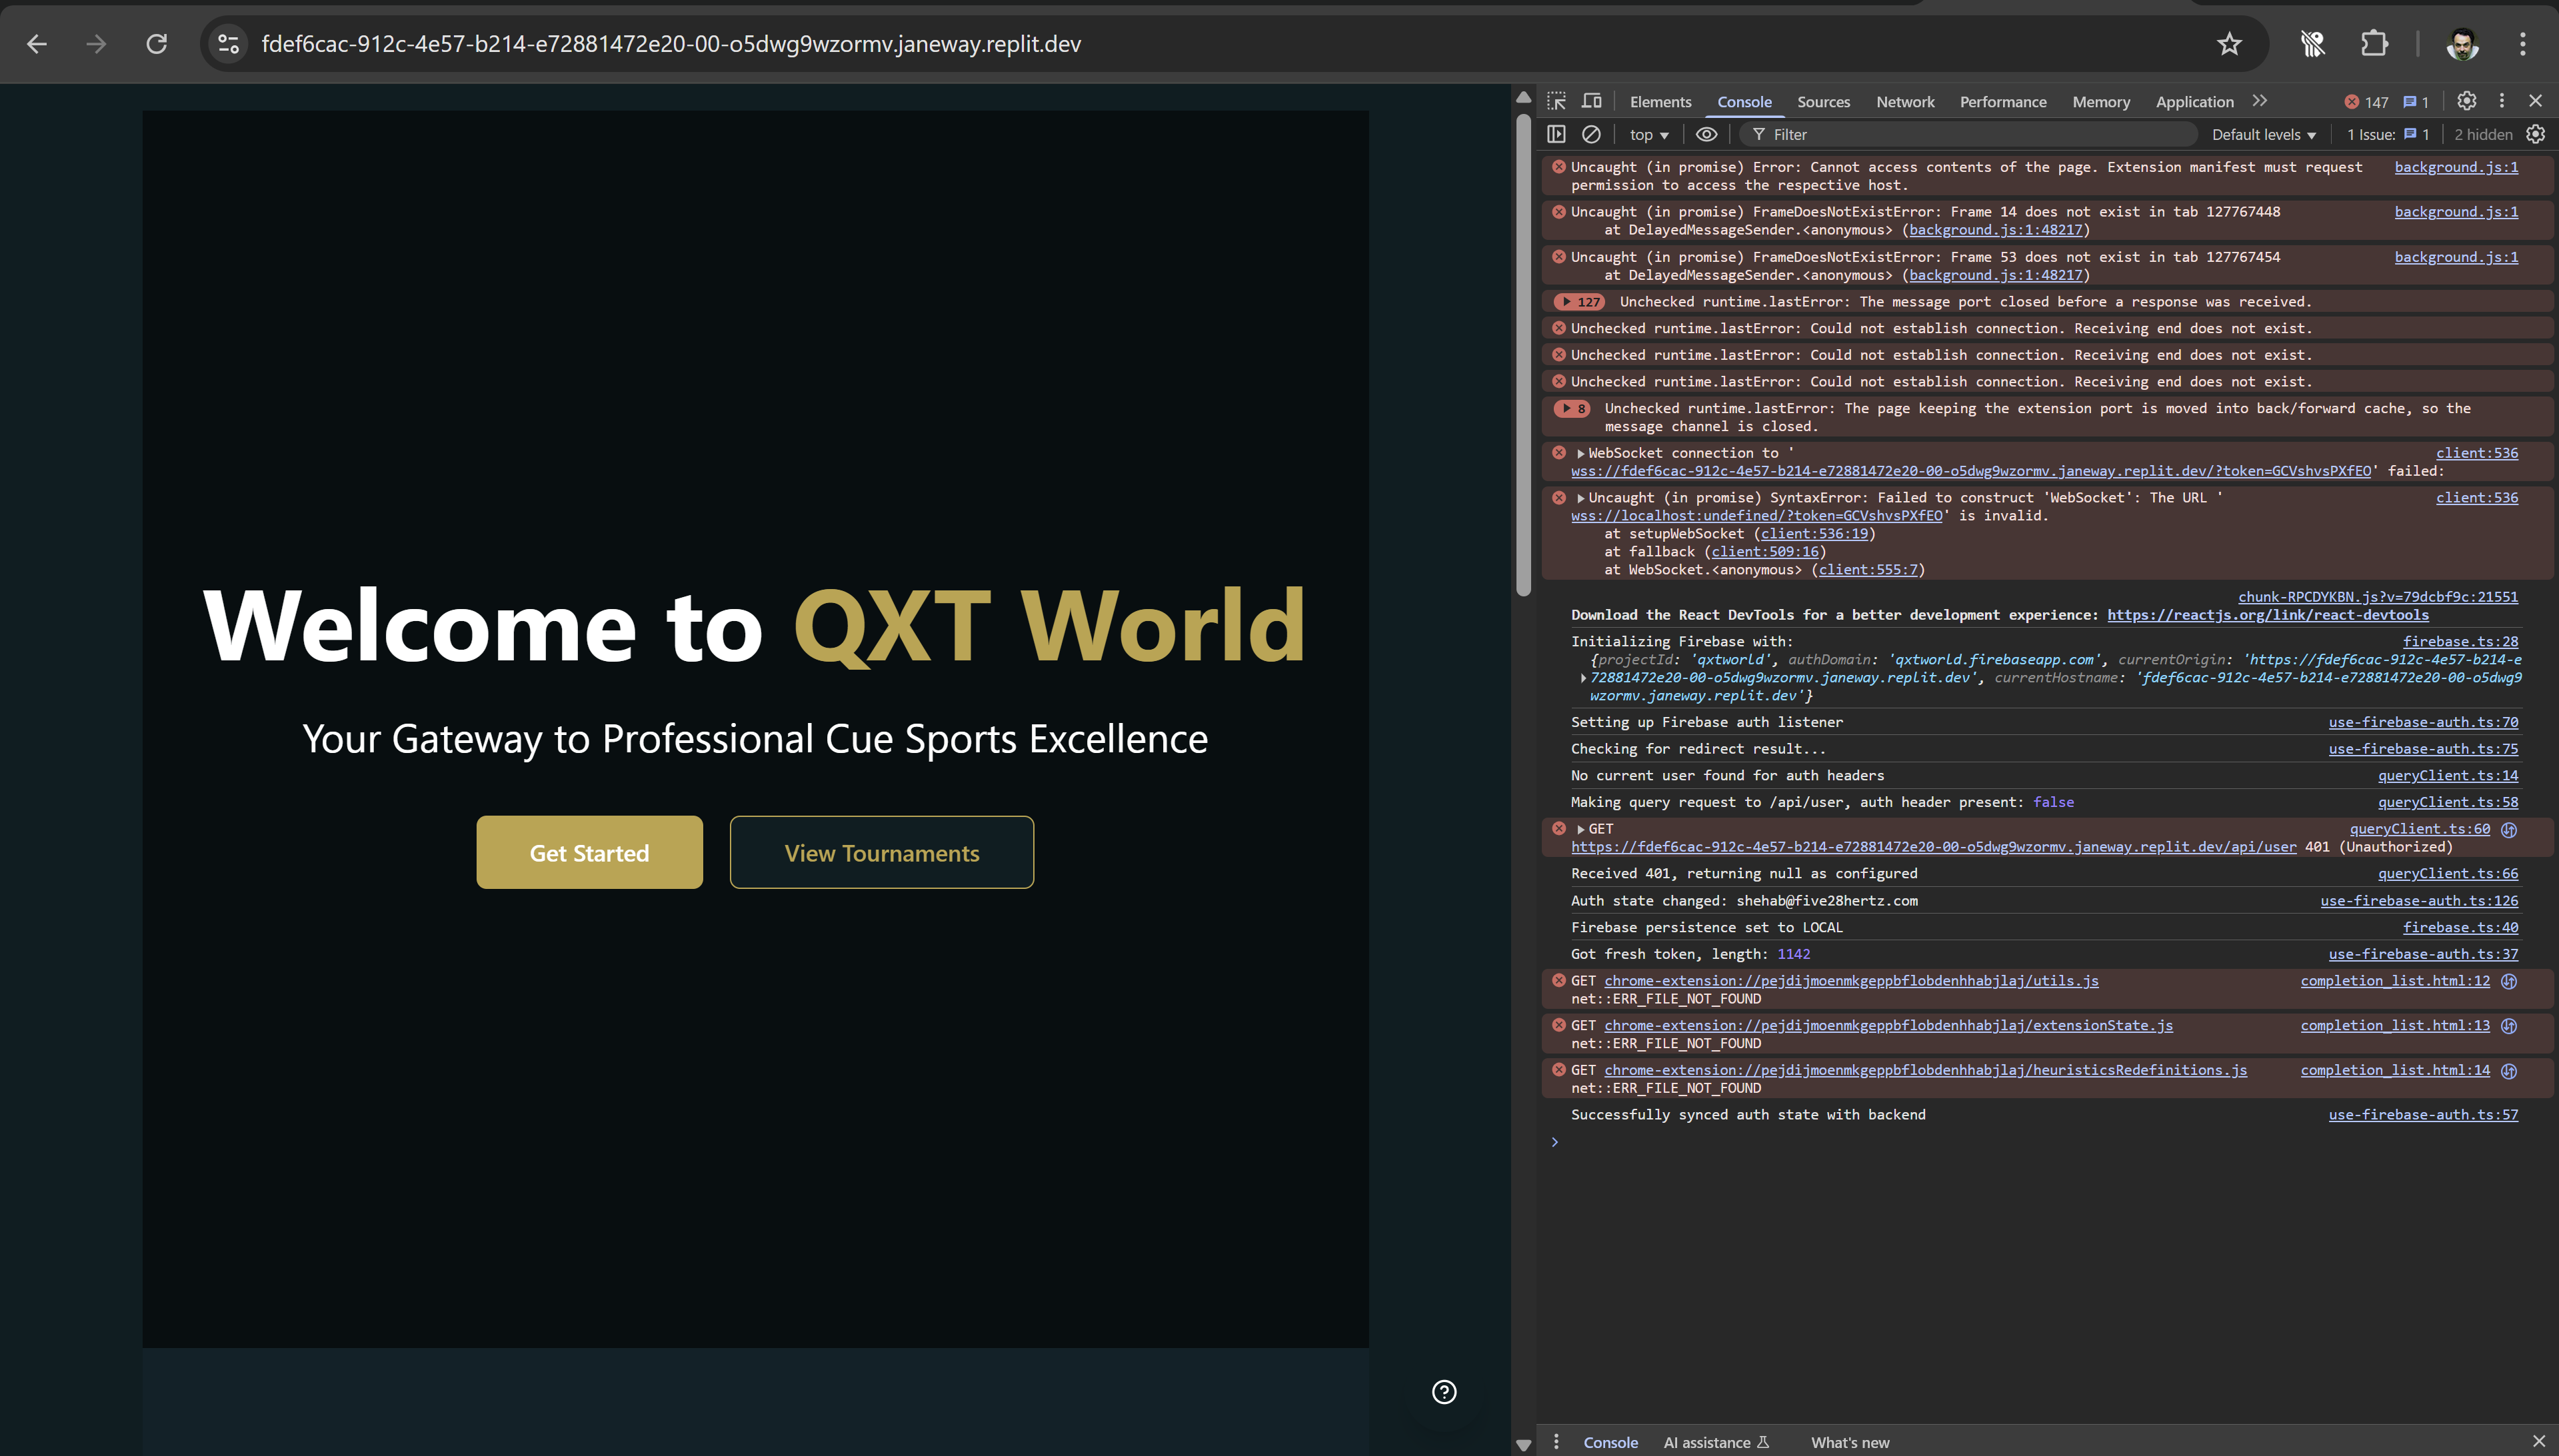 fdef6cac-912c-4e57-b214-e72881472e20-00-o5dwg9wzormv.janeway.replit.dev
Welcome to QXT World
Your Gateway to Professional Cue Sports Excellence
Get Started
View Tournaments
Elements Console Sources Network Performance Memory Application 147 1
top Filter Default levels 1 Issue: 1 2 hidden
Uncaught (in promise) Error: Cannot access contents of the page. Extension manifest must request background.js:1
permission to access the respective host.
Uncaught (in promise) FrameDoesNotExistError: Frame 14 does not exist in tab 127767448 background.js:1
at DelayedMessageSender.<anonymous> (background.js:1:48217)
Uncaught (in promise) FrameDoesNotExistError: Frame 53 does not exist in tab 127767454 background.js:1
at DelayedMessageSender.<anonymous> (background.js:1:48217)
127 Unchecked runtime.lastError: The message port closed before a response was received.
Unchecked runtime.lastError: Could not establish connection. Receiving end does not exist.
Unchecked runtime.lastError: Could not establish connection. Receiving end does not exist.
Unchecked runtime.lastError: Could not establish connection. Receiving end does not exist.
8 Unchecked runtime.lastError: The page keeping the extension port is moved into back/forward cache, so the
message channel is closed.
WebSocket connection to ' client:536
wss://fdef6cac-912c-4e57-b214-e72881472e20-00-o5dwg9wzormv.janeway.replit.dev/?token=GCVshvsPXfEO' failed:
Uncaught (in promise) SyntaxError: Failed to construct 'WebSocket': The URL ' client:536
wss://localhost:undefined/?token=GCVshvsPXfEO' is invalid.
at setupWebSocket (client:536:19)
at fallback (client:509:16)
at WebSocket.<anonymous> (client:555:7)
chunk-RPCDYKBN.js?v=79dcbf9c:21551
Download the React DevTools for a better development experience: https://reactjs.org/link/react-devtools
Initializing Firebase with: firebase.ts:28
{projectId: 'qxtworld', authDomain: 'qxtworld.firebaseapp.com', currentOrigin: 'https://fdef6cac-912c-4e57-b214-e
72881472e20-00-o5dwg9wzormv.janeway.replit.dev', currentHostname: 'fdef6cac-912c-4e57-b214-e72881472e20-00-o5dwg9
wzormv.janeway.replit.dev'}
Setting up Firebase auth listener use-firebase-auth.ts:70
Checking for redirect result... use-firebase-auth.ts:75
No current user found for auth headers queryClient.ts:14
Making query request to /api/user, auth header present: false queryClient.ts:58
GET queryClient.ts:60
https://fdef6cac-912c-4e57-b214-e72881472e20-00-o5dwg9wzormv.janeway.replit.dev/api/user 401 (Unauthorized)
Received 401, returning null as configured queryClient.ts:66
Auth state changed: shehab@five28hertz.com use-firebase-auth.ts:126
Firebase persistence set to LOCAL firebase.ts:40
Got fresh token, length: 1142 use-firebase-auth.ts:37
GET chrome-extension://pejdijmoenmkgeppbflobdenhhabjlaj/utils.js completion_list.html:12
net::ERR_FILE_NOT_FOUND
GET chrome-extension://pejdijmoenmkgeppbflobdenhhabjlaj/extensionState.js completion_list.html:13
net::ERR_FILE_NOT_FOUND
GET chrome-extension://pejdijmoenmkgeppbflobdenhhabjlaj/heuristicsRedefinitions.js completion_list.html:14
net::ERR_FILE_NOT_FOUND
Successfully synced auth state with backend use-firebase-auth.ts:57
Console AI assistance What's new